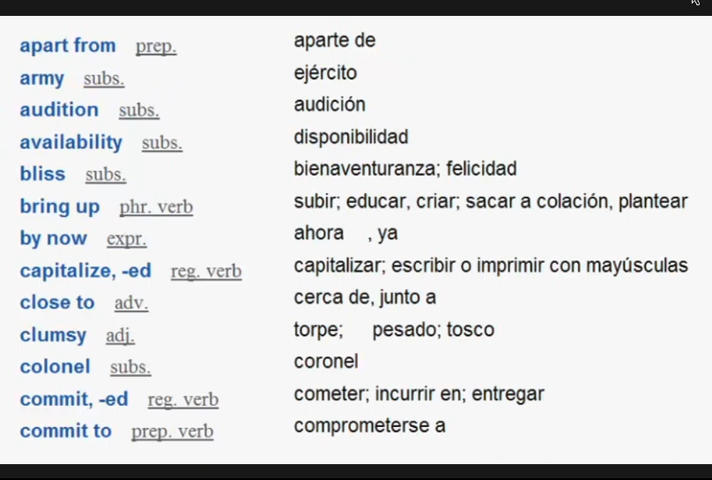 apart from prep. aparte de
army subs. ejército
audition subs. audición
availability subs. disponibilidad
bliss subs. bienaventuranza; felicidad
bring up phr. verb subir; educar, criar; sacar a colación, plantear
by now expr. ahora , ya
capitalize, -ed reg. verb capitalizar; escribir o imprimir con mayúsculas
close to adv. cerca de, junto a
clumsy adj. torpe; pesado; tosco
colonel subs. coronel
commit, -ed reg. verb cometer; incurrir en; entregar
commit to prep. verb comprometerse a